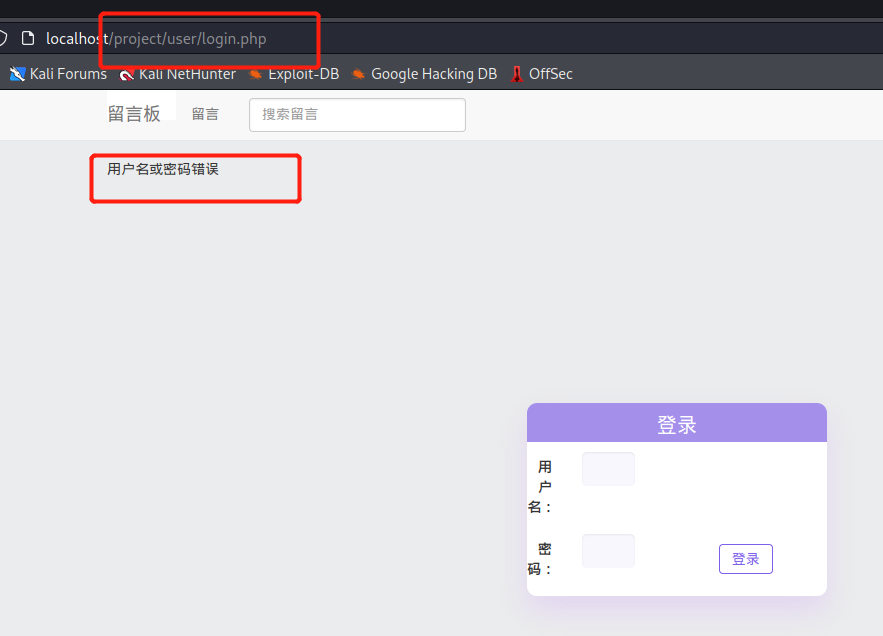 localhost/project/user/login.php
Kali Forums Kali NetHunter Exploit-DB Google Hacking DB OffSec
留言板 留言 搜索留言
用户名或密码错误
登录
用
户
名：
密
码：
登录